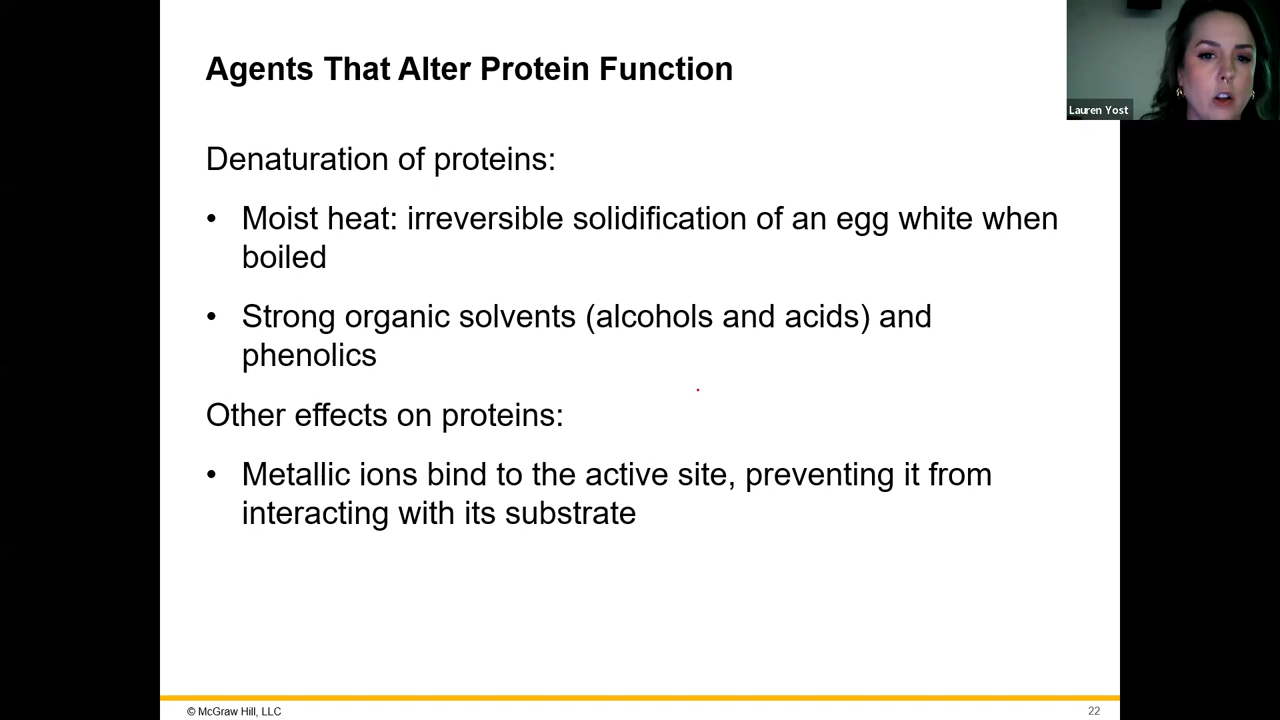 Agents That Alter Protein Function
Lauren Yost
Denaturation of proteins:
• Moist heat: irreversible solidification of an egg white when
boiled
• Strong organic solvents (alcohols and acids) and
phenolics
Other effects on proteins:
• Metallic ions bind to the active site, preventing it from
interacting with its substrate
© McGraw Hill, LLC
22